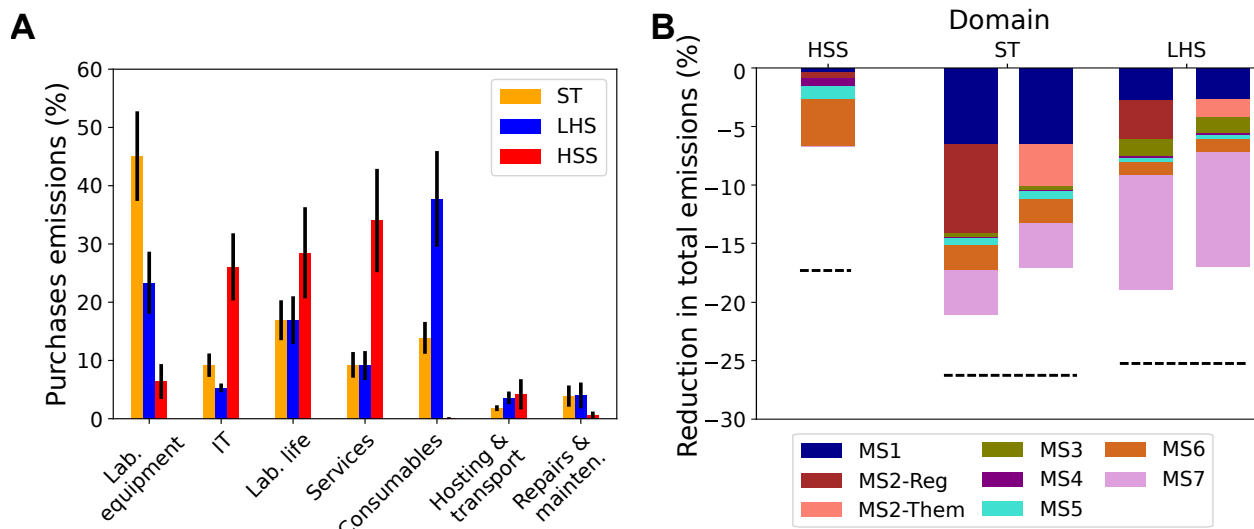 A
Purchases emissions (%)
60
50
40
30
20
10
0
ST
LHS
HSS
Lab.
equipment
IT
Lab. life
Services
Consumables
Hosting &
transport
Repairs &
mainten.
B
Domain
HSS ST LHS
Reduction in total emissions (%)
0
−5
−10
−15
−20
−25
−30
MS1
MS2-Reg
MS2-Them
MS3
MS4
MS5
MS6
MS7